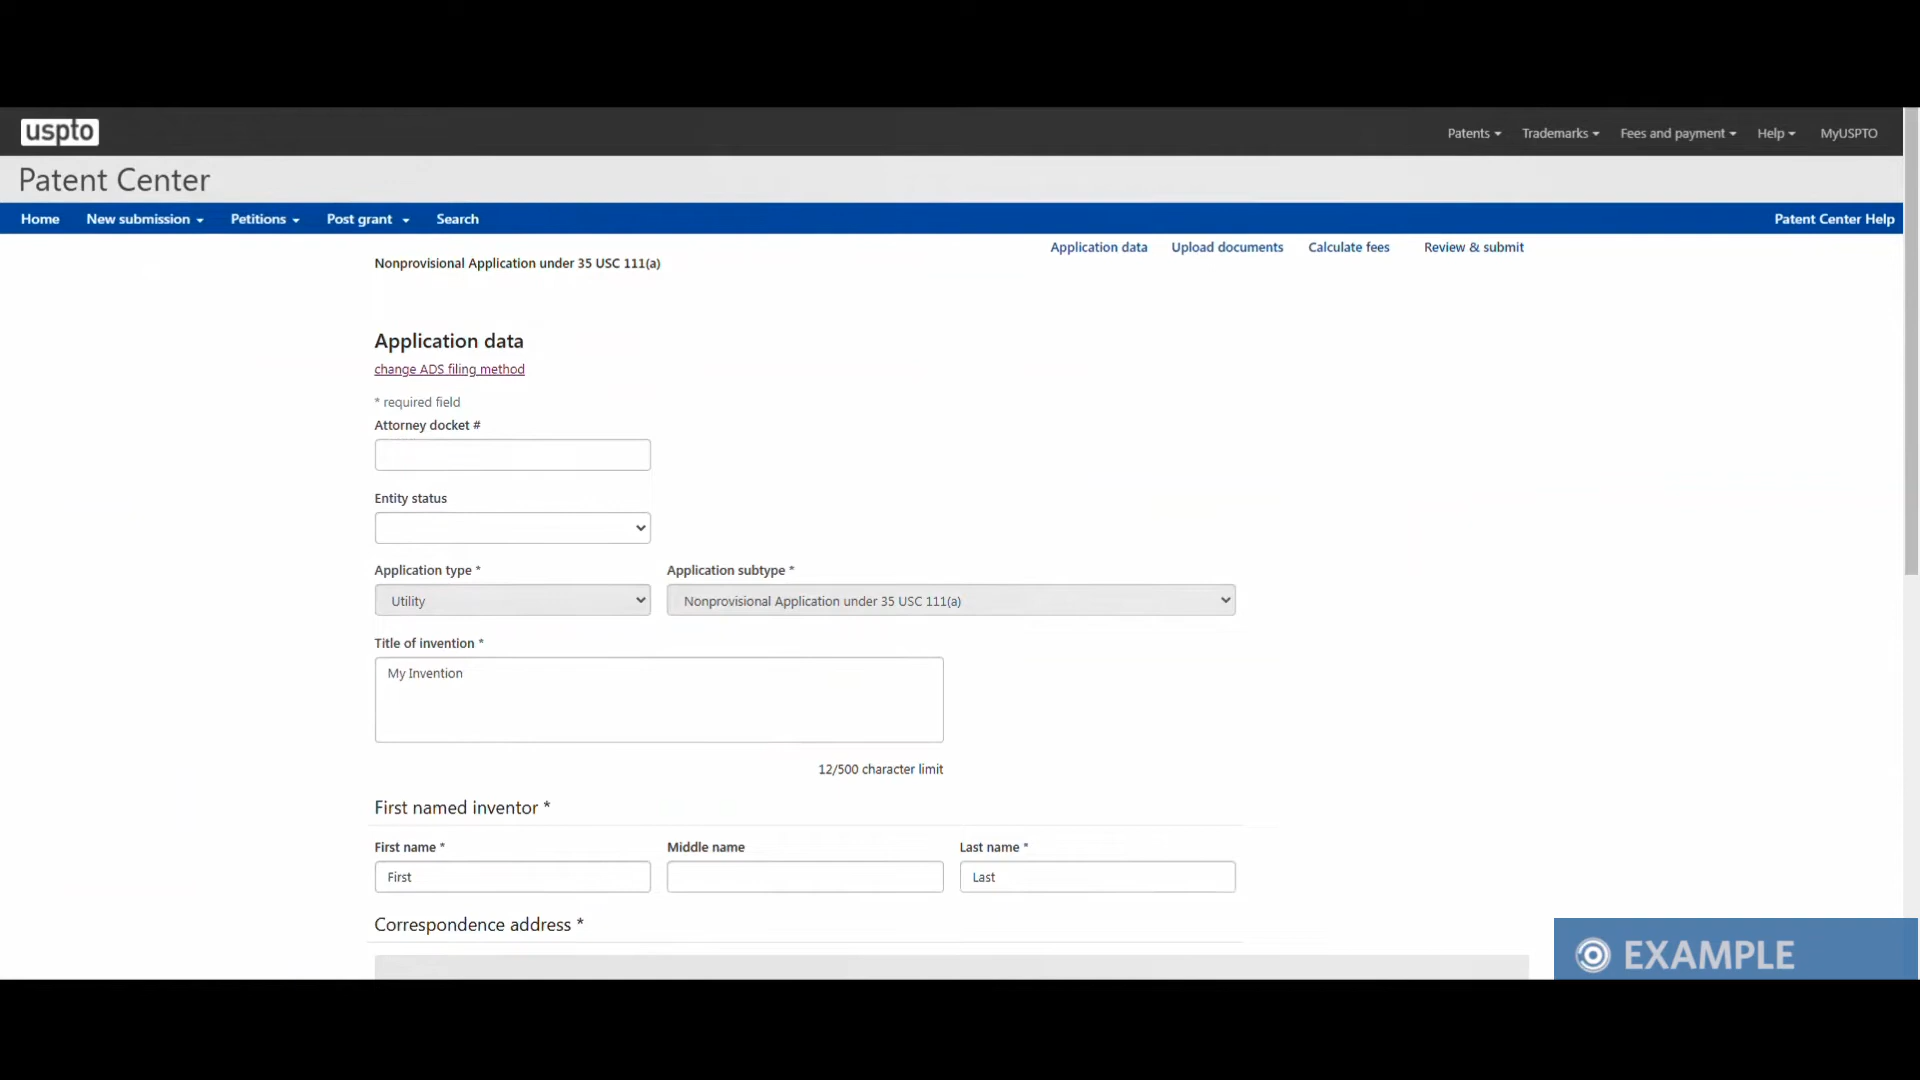 uspto
Patents Trademarks Fees and payment Help MyUSPTO
Patent Center
Home New submission Petitions Post grant Search Patent Center Help
Application data Upload documents Calculate fees Review & submit
Nonprovisional Application under 35 USC 111(a)
Application data
change ADS filing method
* required field
Attorney docket #
Entity status
Application type * Application subtype *
Utility Nonprovisional Application under 35 USC 111(a)
Title of invention *
My Invention
12/500 character limit
First named inventor *
First name * Middle name Last name *
First Last
Correspondence address *
EXAMPLE